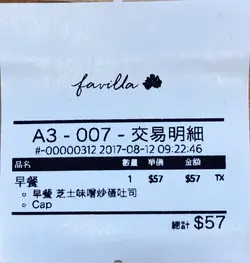 favilla
A3 - 007 - 交易明細
#-00000312 2017-08-12 09:22:46
品名 數量 單價 金額
早餐 1 $57 $57 TX
早餐 芝士味噌炒磖吐司
Cap
總計 $57